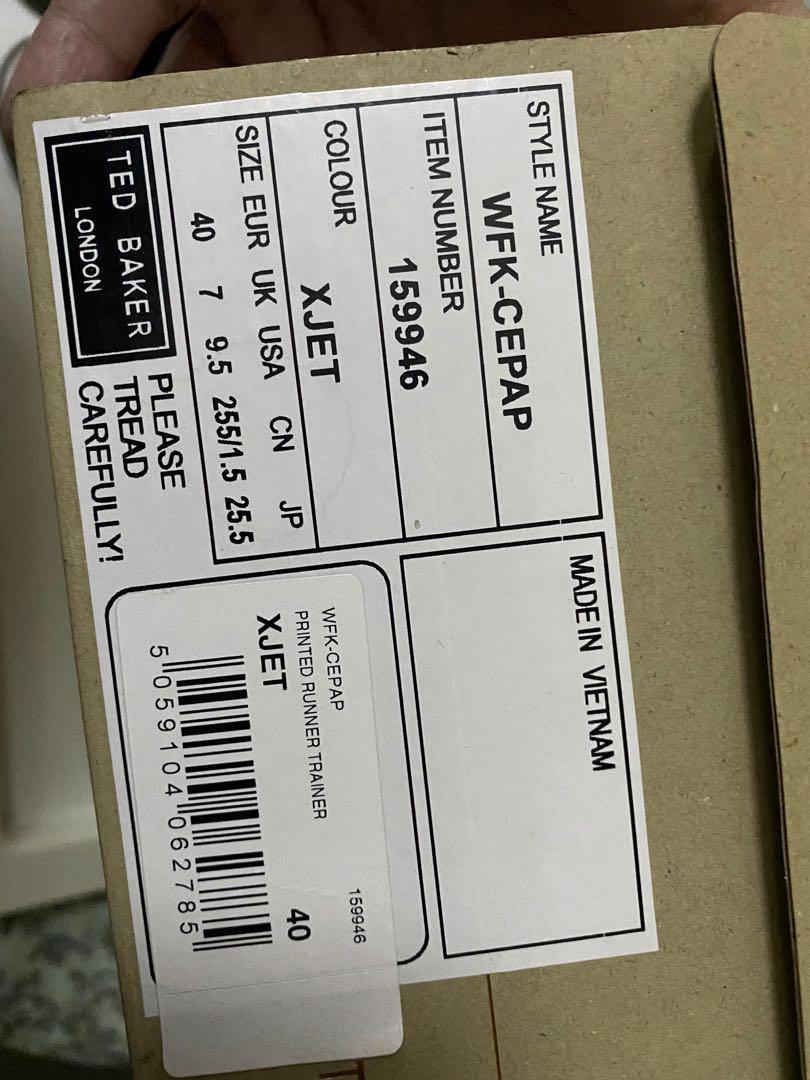 STYLE NAME
WFK-CEPAP
ITEM NUMBER
159946
COLOUR
XJET
SIZE EUR UK USA CN JP
40 7 9.5 255/1.5 25.5
TED BAKER
LONDON
PLEASE
TREAD
CAREFULLY!
MADE IN VIETNAM
WFK-CEPAP 159946
PRINTED RUNNER TRAINER
XJET 40
5 059104 062785